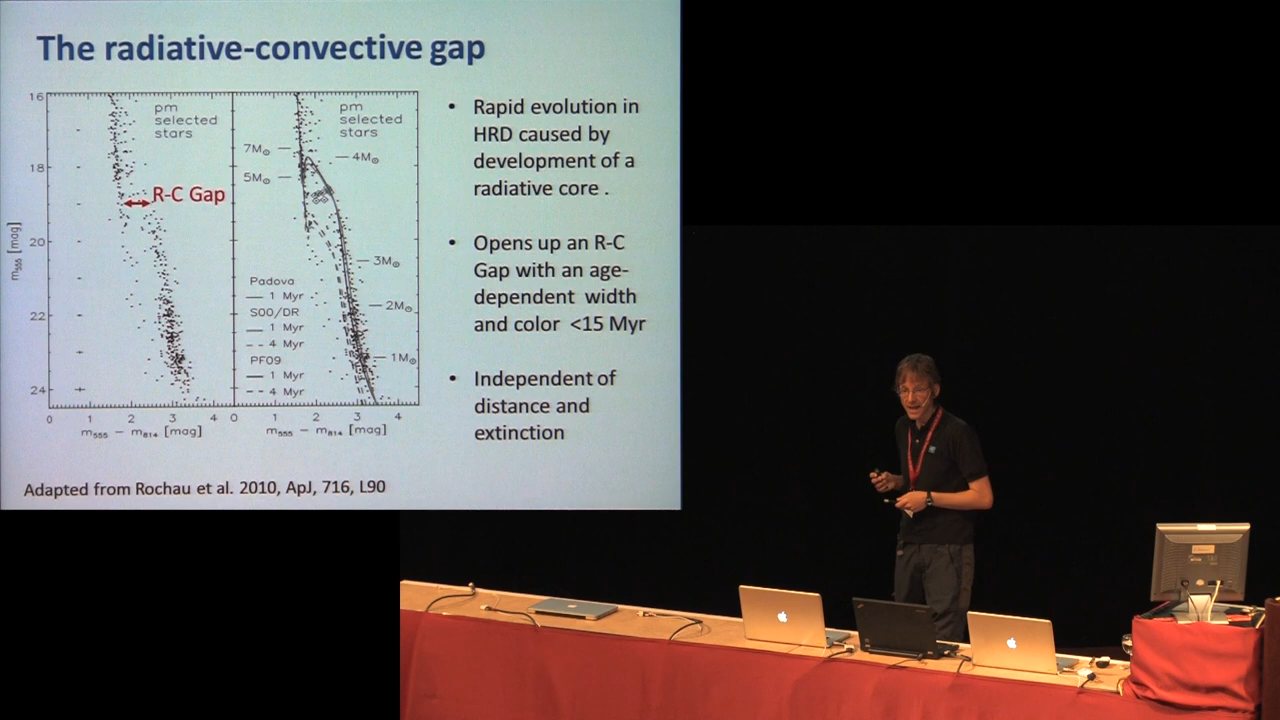 The radiative-convective gap
16
18
20
22
24
m₅₅₅ [mag]
pm
selected
stars
R-C Gap
0 1 2 3
m₅₅₅ − m₈₁₄ [mag]
pm
selected
stars
7M⊙
4M⊙
5M⊙
3M⊙
2M⊙
1M⊙
Padova
1 Myr
S00/DR
1 Myr
4 Myr
PF09
1 Myr
4 Myr
0 1 2 3 4
m₅₅₅ − m₈₁₄ [mag]
• Rapid evolution in
HRD caused by
development of a
radiative core .
• Opens up an R-C
Gap with an age-
dependent width
and color <15 Myr
• Independent of
distance and
extinction
Adapted from Rochau et al. 2010, ApJ, 716, L90